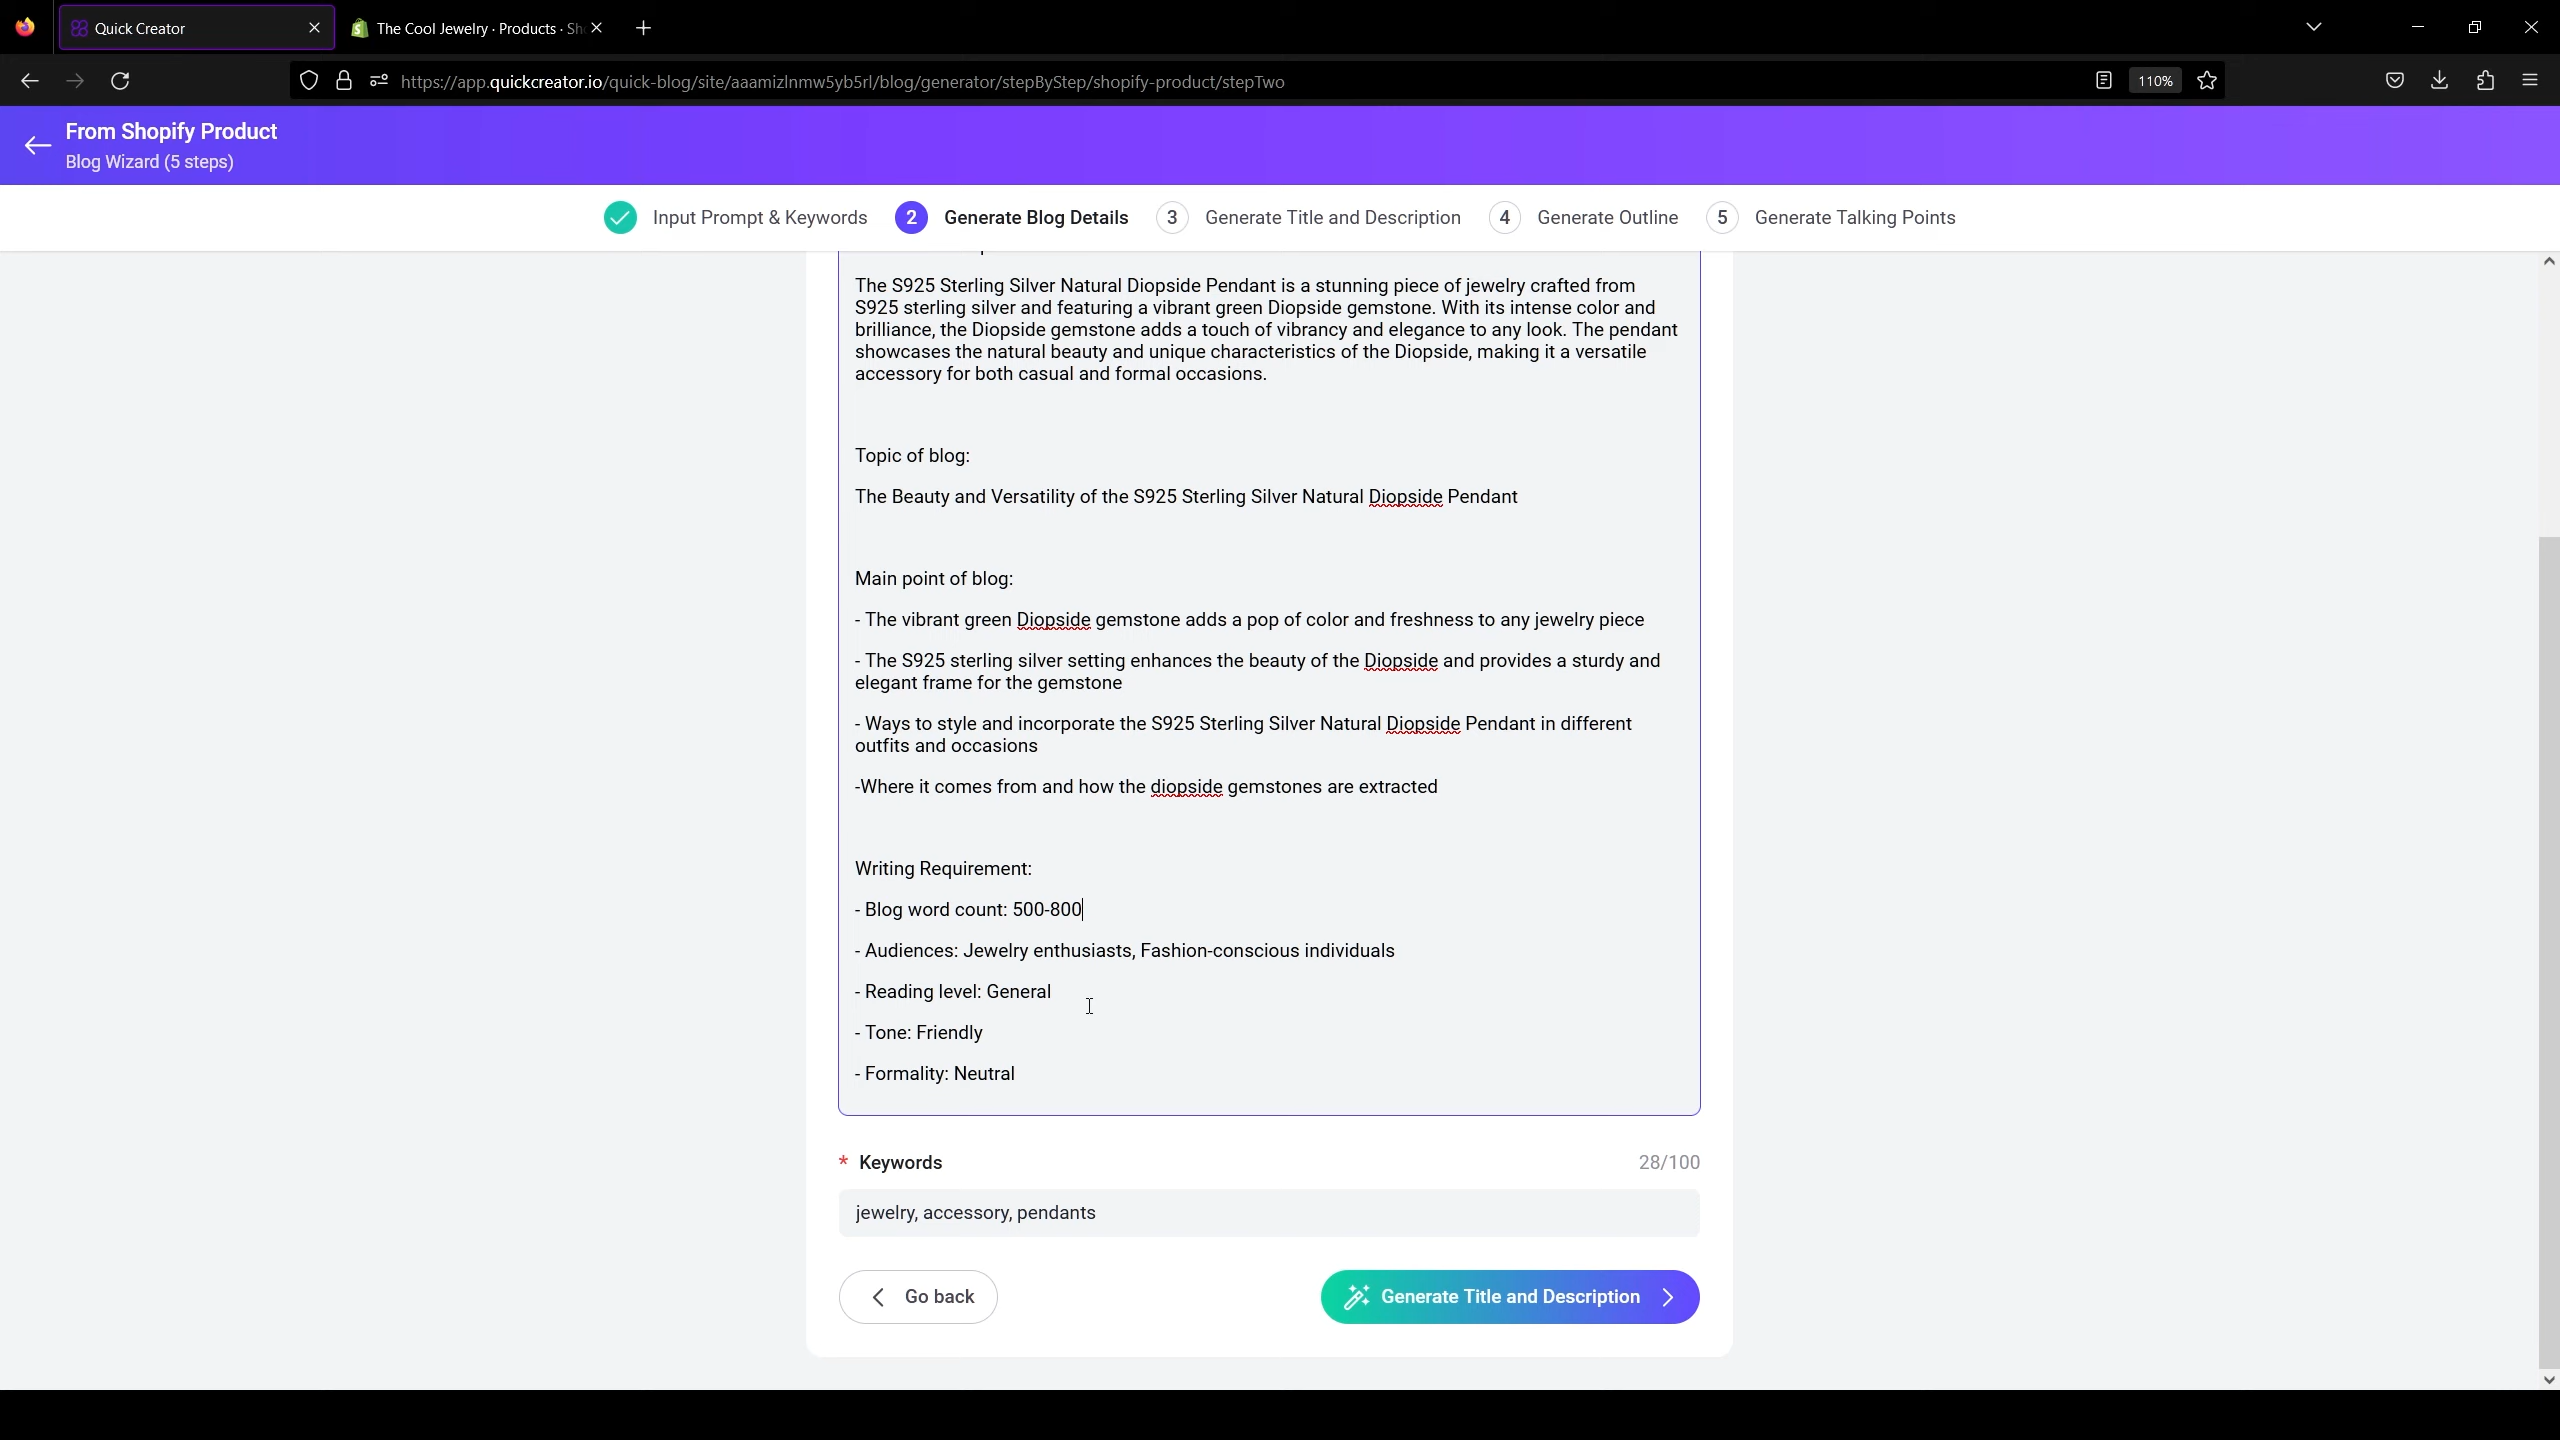 Quick Creator
The Cool Jewelry · Products · Sh
https://app.quickcreator.io/quick-blog/site/aaamizlnmw5yb5rl/blog/generator/stepByStep/shopify-product/stepTwo
110%
From Shopify Product
Blog Wizard (5 steps)
Input Prompt & Keywords
2 Generate Blog Details
3 Generate Title and Description
4 Generate Outline
5 Generate Talking Points
The S925 Sterling Silver Natural Diopside Pendant is a stunning piece of jewelry crafted from
S925 sterling silver and featuring a vibrant green Diopside gemstone. With its intense color and
brilliance, the Diopside gemstone adds a touch of vibrancy and elegance to any look. The pendant
showcases the natural beauty and unique characteristics of the Diopside, making it a versatile
accessory for both casual and formal occasions.
Topic of blog:
The Beauty and Versatility of the S925 Sterling Silver Natural Diopside Pendant
Main point of blog:
- The vibrant green Diopside gemstone adds a pop of color and freshness to any jewelry piece
- The S925 sterling silver setting enhances the beauty of the Diopside and provides a sturdy and
elegant frame for the gemstone
- Ways to style and incorporate the S925 Sterling Silver Natural Diopside Pendant in different
outfits and occasions
-Where it comes from and how the diopside gemstones are extracted
Writing Requirement:
- Blog word count: 500-800
- Audiences: Jewelry enthusiasts, Fashion-conscious individuals
- Reading level: General
- Tone: Friendly
- Formality: Neutral
* Keywords
28/100
jewelry, accessory, pendants
Go back
Generate Title and Description